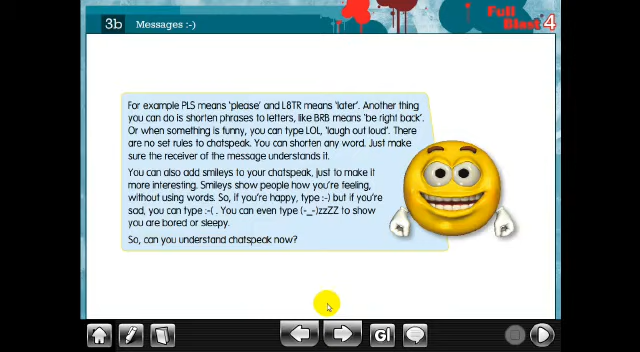 3b Messages :-)
Full
Blast 4
For example PLS means 'please' and L8TR means 'later'. Another thing
you can do is shorten phrases to letters, like BRB means 'be right back'.
Or when something is funny, you can type LOL, 'laugh out loud'. There
are no set rules to chatspeak. You can shorten any word. Just make
sure the receiver of the message understands it.
You can also add smileys to your chatspeak, just to make it
more interesting. Smileys show people how you're feeling,
without using words. So, if you're happy, type :-) but if you're
sad, you can type :-( . You can even type (-_-)zzZZ to show
you are bored or sleepy.
So, can you understand chatspeak now?
Gl